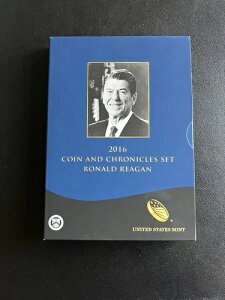 2016
COIN AND CHRONICLES SET
RONALD REAGAN
UNITED STATES MINT